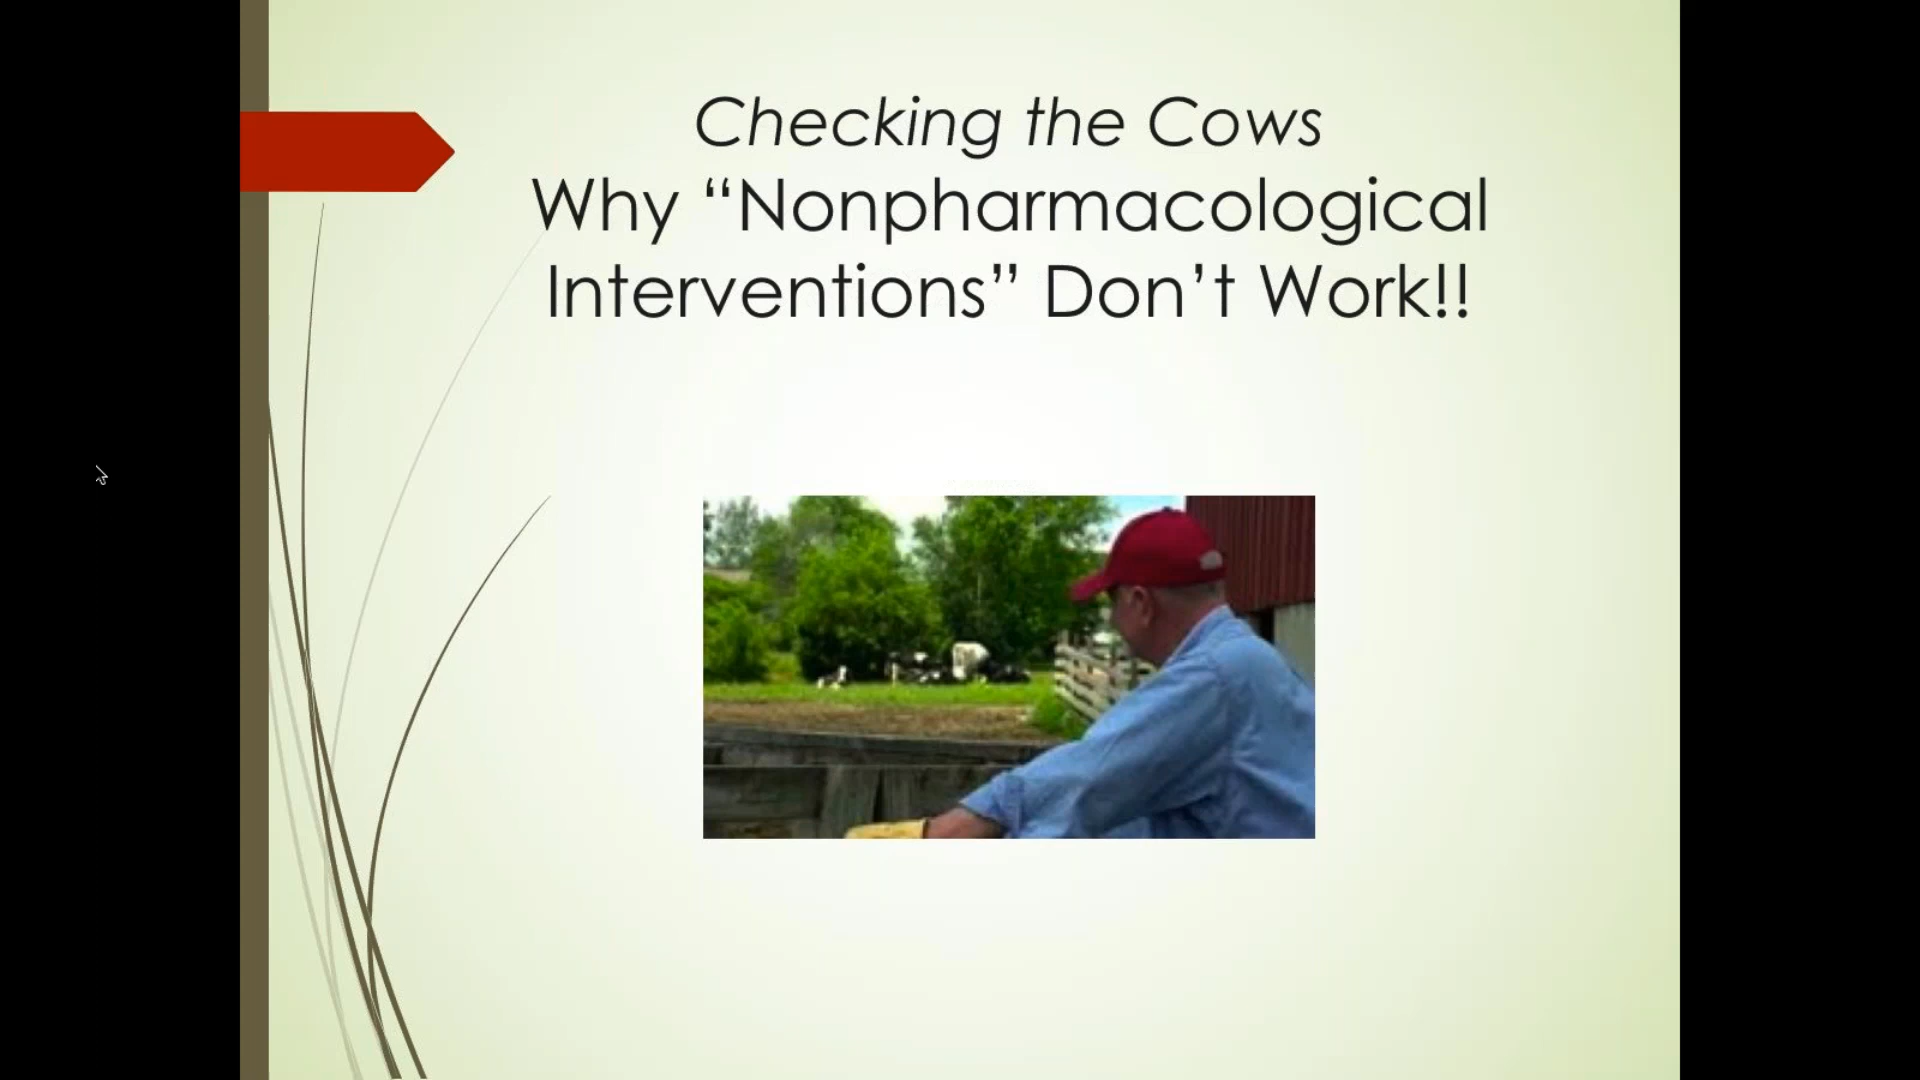 Checking the Cows
Why “Nonpharmacological
Interventions” Don’t Work!!